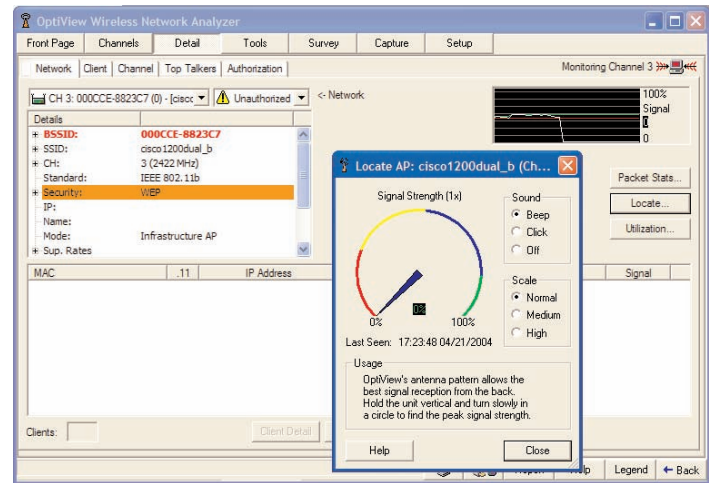 OptiView Wireless Network Analyzer
Front Page Channels Detail Tools Survey Capture Setup
Network Client Channel Top Talkers Authorization Monitoring Channel 3
CH 3: 000CCE-8823C7 (0) - [ciscc Unauthorized <- Network
100%
Signal
0
0
Details
BSSID: 000CCE-8823C7
SSID: cisco1200dual_b
CH: 3 (2422 MHz)
Standard: IEEE 802.11b
Security: WEP
IP:
Name:
Mode: Infrastructure AP
Sup. Rates
Packet Stats...
Locate...
Utilization...
MAC .11 IP Address Signal
Locate AP: cisco1200dual_b (Ch...
Signal Strength (1x)
0%
0% 100%
Last Seen: 17:23:48 04/21/2004
Sound
Beep
Click
Off
Scale
Normal
Medium
High
Usage
OptiView's antenna pattern allows the
best signal reception from the back.
Hold the unit vertical and turn slowly in
a circle to find the peak signal strength.
Help Close
Clients: Client Detail
Legend <- Back